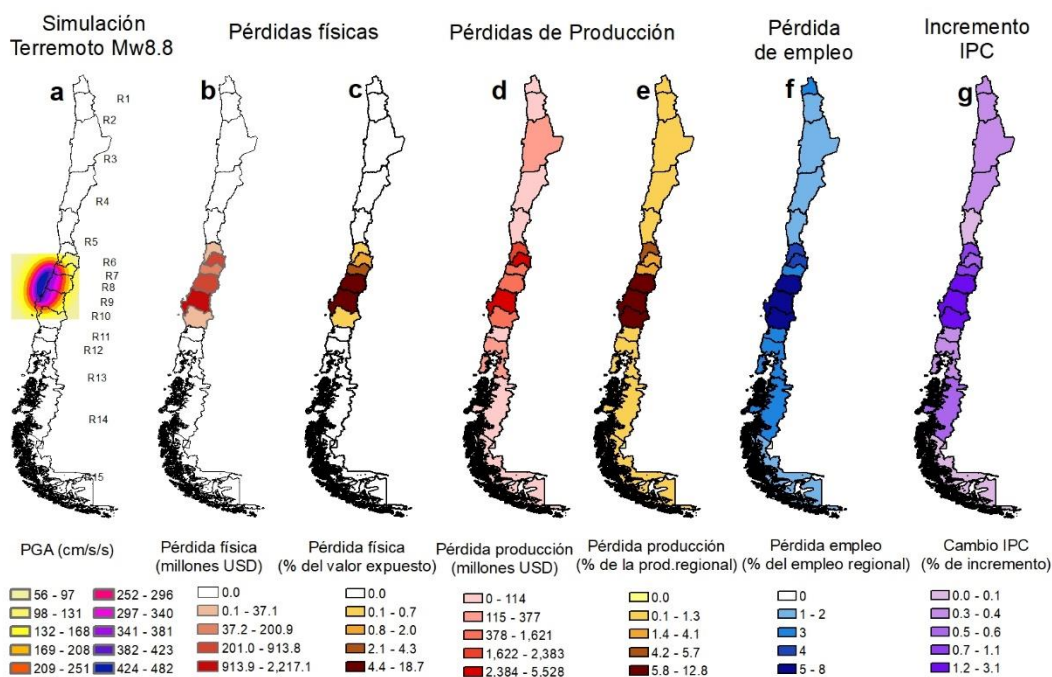 Simulación
Terremoto Mw8.8
Pérdidas físicas
Pérdidas de Producción
Pérdida
de empleo
Incremento
IPC
a
b
c
d
e
f
g
R1
R2
R3
R4
R5
R6
R7
R8
R9
R10
R11
R12
R13
R14
R15
PGA (cm/s/s)
56 - 97
98 - 131
132 - 168
169 - 208
209 - 251
252 - 296
297 - 340
341 - 381
382 - 423
424 - 482
Pérdida física
(millones USD)
0.0
0.1 - 37.1
37.2 - 200.9
201.0 - 913.8
913.9 - 2,217.1
Pérdida física
(% del valor expuesto)
0.0
0.1 - 0.7
0.8 - 2.0
2.1 - 4.3
4.4 - 18.7
Pérdida producción
(millones USD)
0 - 114
115 - 377
378 - 1,621
1,622 - 2,383
2,384 - 5,528
Pérdida producción
(% de la prod.regional)
0.0
0.1 - 1.3
1.4 - 4.1
4.2 - 5.7
5.8 - 12.8
Pérdida empleo
(% del empleo regional)
0
1 - 2
3
4
5 - 8
Cambio IPC
(% de incremento)
0.0 - 0.1
0.3 - 0.4
0.5 - 0.6
0.7 - 1.1
1.2 - 3.1